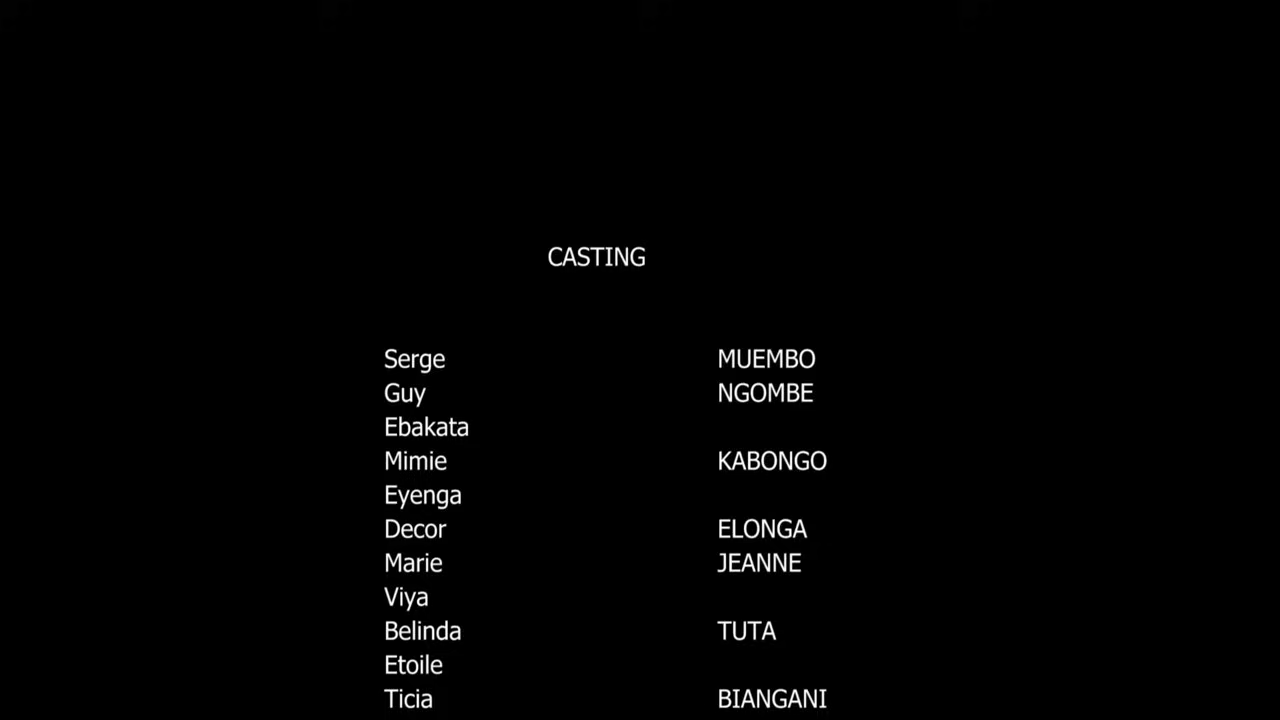 CASTING
Serge MUEMBO
Guy NGOMBE
Ebakata
Mimie KABONGO
Eyenga
Decor ELONGA
Marie JEANNE
Viya
Belinda TUTA
Etoile
Ticia BIANGANI